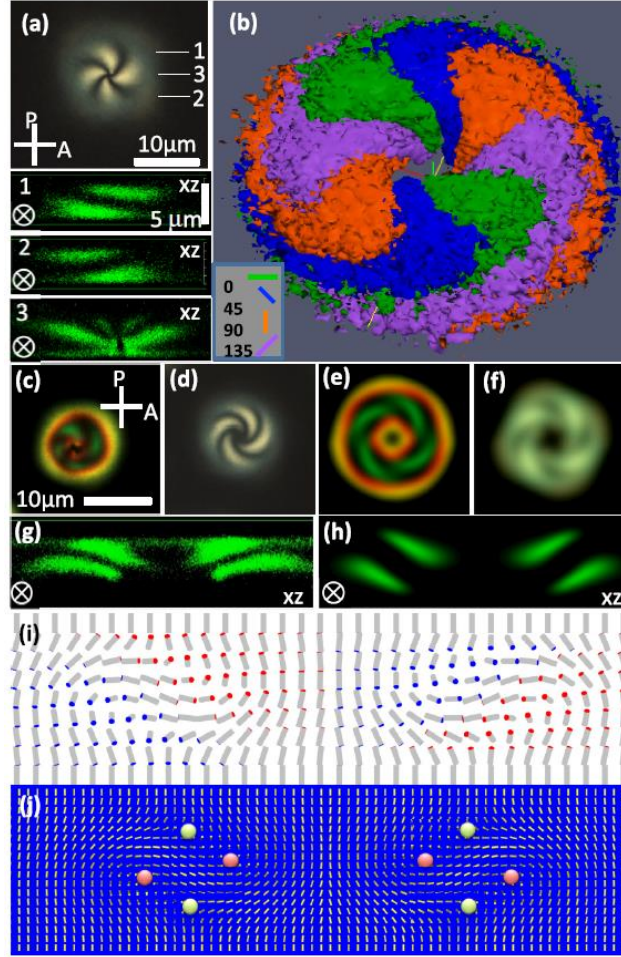 (a)
1
3
2
P
A
10μm
(b)
1
xz
5 μm
2
xz
3
xz
0
45
90
135
(c)
P
A
10μm
(d)
(e)
(f)
(g)
xz
(h)
xz
(i)
(j)